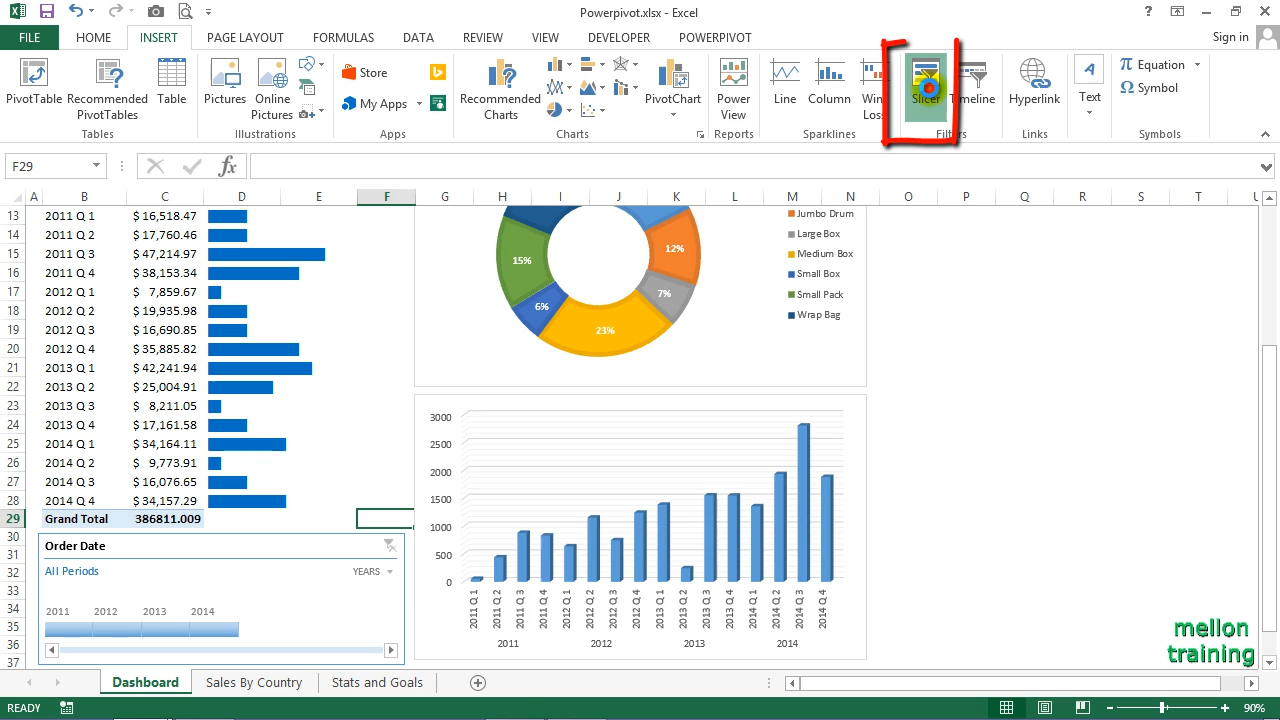 Powerpivot.xlsx - Excel
?
FILE
HOME
INSERT
PAGE LAYOUT
FORMULAS
DATA
REVIEW
VIEW
DEVELOPER
POWERPIVOT
Sign in
PivotTable
Recommended
PivotTables
Table
Tables
Pictures
Online
Pictures
Illustrations
Store
My Apps
Apps
Recommended
Charts
PivotChart
Charts
Power
View
Reports
Line
Column
Sparklines
Slicer
Timeline
Filters
Hyperlink
Links
A
Text
π Equation
Ω Symbol
Symbols
F29
fx
A B C D E F G H I J K L M N O P Q R S T
13 2011 Q 1 $ 16,518.47
14 2011 Q 2 $ 17,760.46
15 2011 Q 3 $ 47,214.97
16 2011 Q 4 $ 38,153.34
17 2012 Q 1 $ 7,859.67
18 2012 Q 2 $ 19,935.98
19 2012 Q 3 $ 16,690.85
20 2012 Q 4 $ 35,885.82
21 2013 Q 1 $ 42,241.94
22 2013 Q 2 $ 25,004.91
23 2013 Q 3 $ 8,211.05
24 2013 Q 4 $ 17,161.58
25 2014 Q 1 $ 34,164.11
26 2014 Q 2 $ 9,773.91
27 2014 Q 3 $ 16,076.65
28 2014 Q 4 $ 34,157.29
29 Grand Total 386811.009
30
31
32
33
34
35
36
37
Order Date
All Periods
YEARS
2011 2012 2013 2014
12%
7%
23%
6%
15%
Jumbo Drum
Large Box
Medium Box
Small Box
Small Pack
Wrap Bag
3000
2500
2000
1500
1000
500
0
2011 Q 1
2011 Q 2
2011 Q 3
2011 Q 4
2012 Q 1
2012 Q 2
2012 Q 3
2012 Q 4
2013 Q 1
2013 Q 2
2013 Q 3
2013 Q 4
2014 Q 1
2014 Q 2
2014 Q 3
2014 Q 4
2011 2012 2013 2014
mellon
training
Dashboard
Sales By Country
Stats and Goals
READY
90%